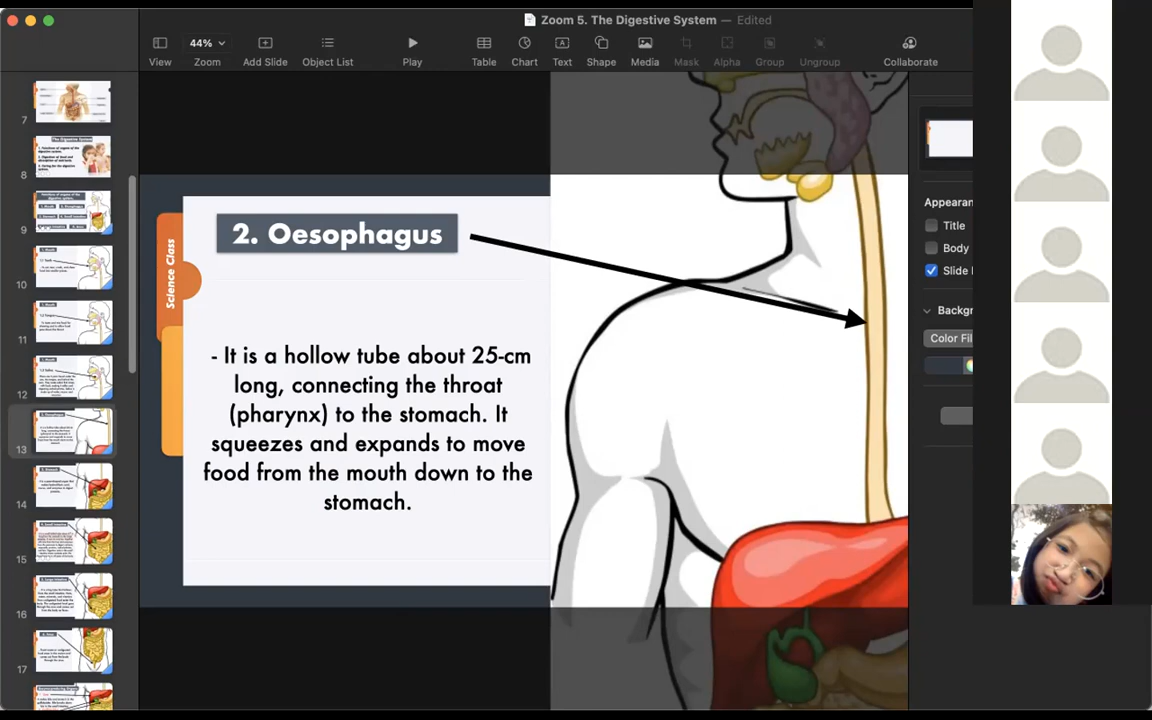 Zoom 5. The Digestive System — Edited
View
44%
Zoom
Add Slide
Object List
Play
Table
Chart
Text
Shape
Media
Mask
Alpha
Group
Ungroup
Collaborate
7
8
9
10
11
12
13
14
15
16
17
Science Class
2. Oesophagus
- It is a hollow tube about 25-cm
long, connecting the throat
(pharynx) to the stomach. It
squeezes and expands to move
food from the mouth down to the
stomach.
Appearan
Title
Body
Slide
Backgr
Color Fil